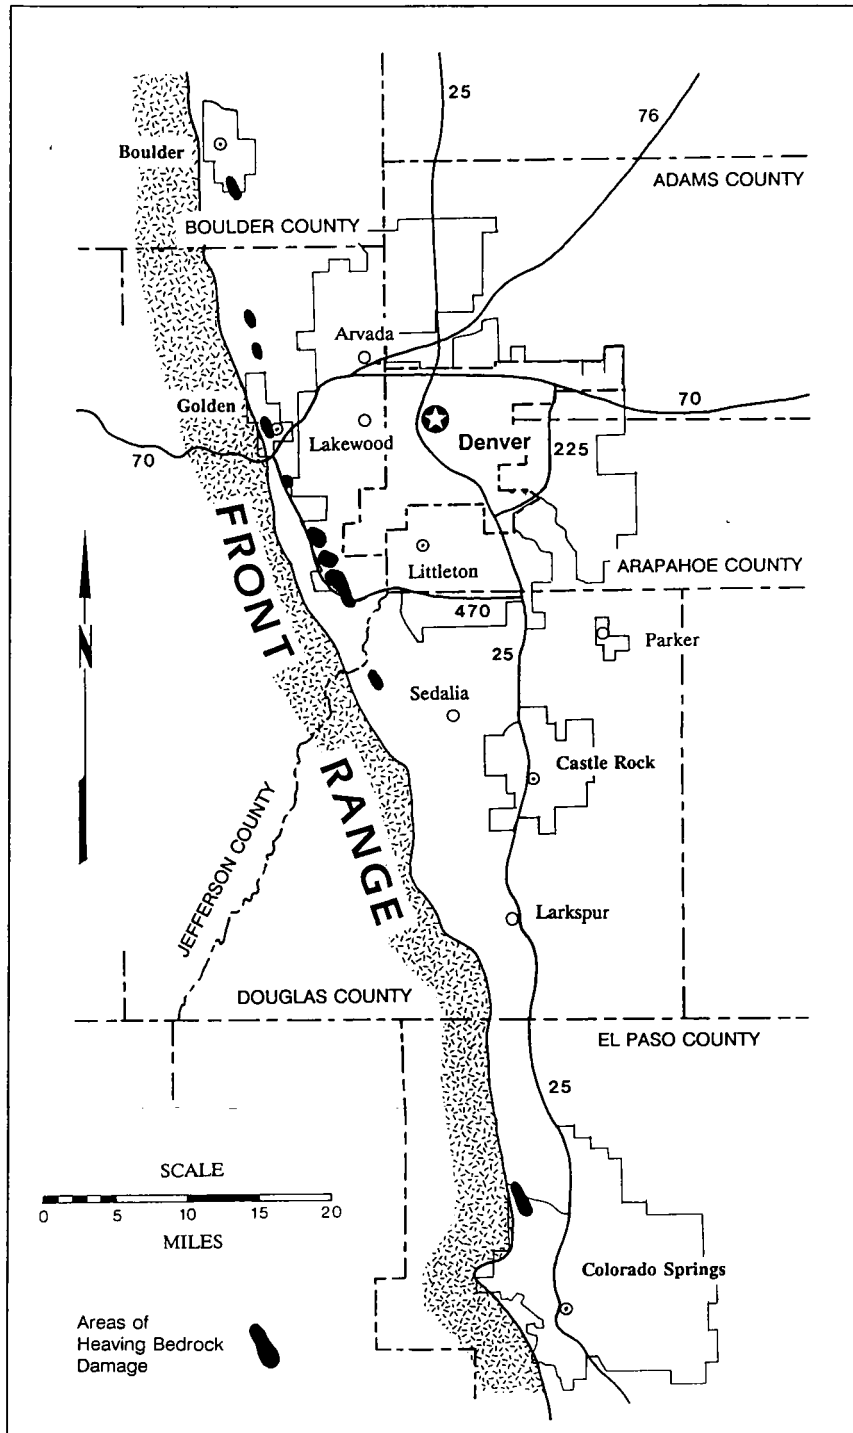 25
76
Boulder
ADAMS COUNTY
BOULDER COUNTY
Arvada
Golden
70
Lakewood
Denver
225
70
FRONT
Littleton
ARAPAHOE COUNTY
470
N
25
Parker
Sedalia
RANGE
Castle Rock
JEFFERSON COUNTY
Larkspur
DOUGLAS COUNTY
EL PASO COUNTY
25
SCALE
0 5 10 15 20
MILES
Colorado Springs
Areas of
Heaving Bedrock
Damage